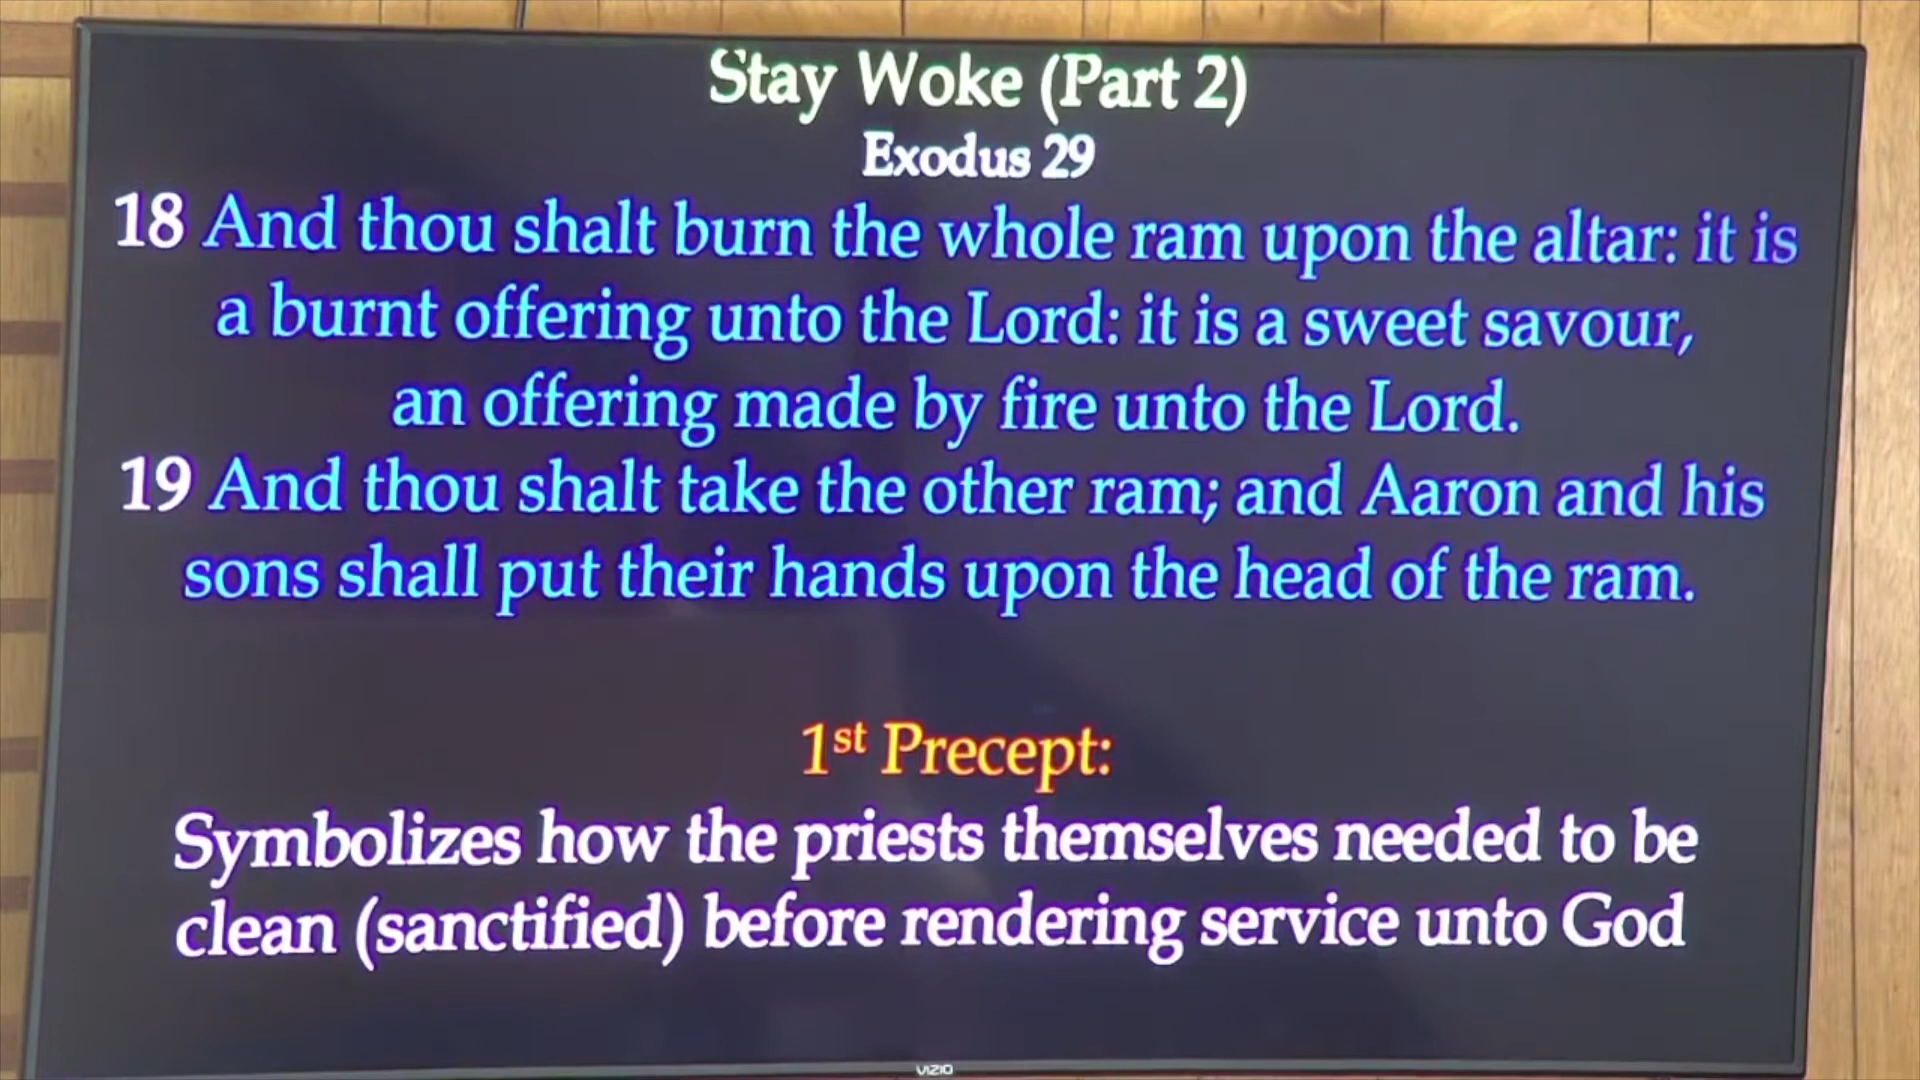 Stay Woke (Part 2)
Exodus 29
18 And thou shalt burn the whole ram upon the altar: it is
a burnt offering unto the Lord: it is a sweet savour,
an offering made by fire unto the Lord.
19 And thou shalt take the other ram; and Aaron and his
sons shall put their hands upon the head of the ram.
1st Precept:
Symbolizes how the priests themselves needed to be
clean (sanctified) before rendering service unto God
VIZIO